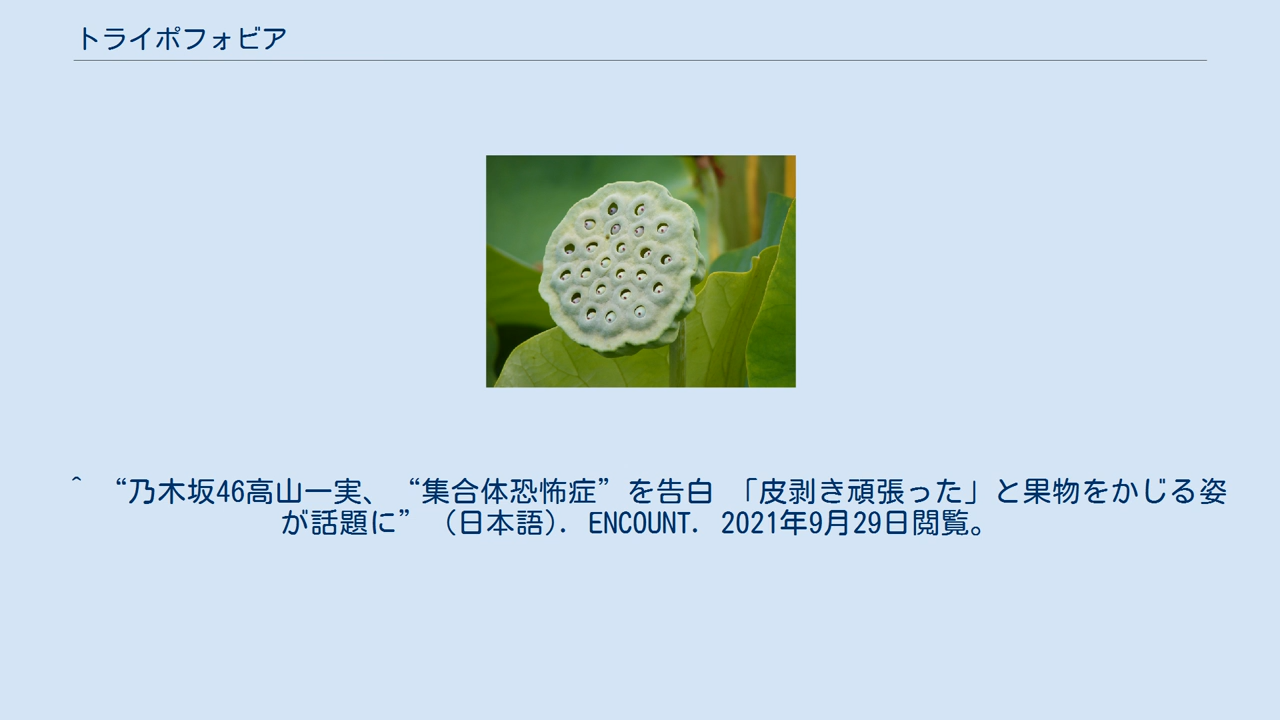 トライポフォビア
^ “乃木坂46高山一実、“集合体恐怖症”を告白 「皮剥き頑張った」と果物をかじる姿
が話題に” (日本語). ENCOUNT. 2021年9月29日閲覧。